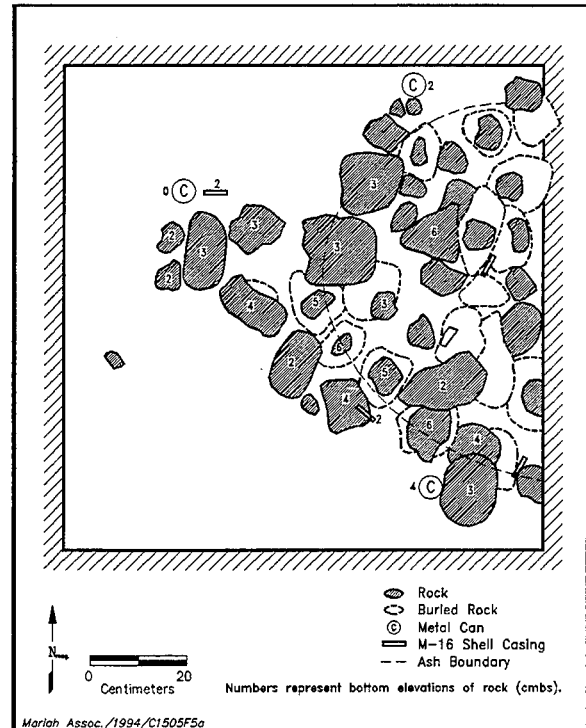 C 2
2
0 C
3
2 3 3 6
3
2
4 5 3
6
2 5
4 2
2 6
4
4 C 3
Rock
Buried Rock
C Metal Can
M-16 Shell Casing
N
Ash Boundary
0 20
Centimeters
Numbers represent bottom elevations of rock (cmbs).
Mariah Assoc./1994/C1505F5a